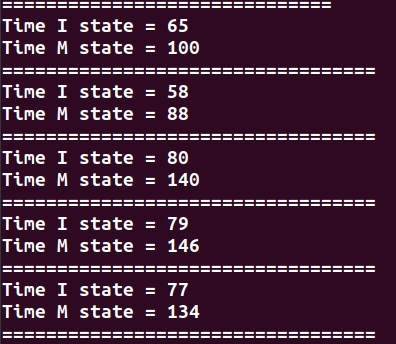 ==============================
Time I state = 65
Time M state = 100
==================================
Time I state = 58
Time M state = 88
==================================
Time I state = 80
Time M state = 140
==================================
Time I state = 79
Time M state = 146
==================================
Time I state = 77
Time M state = 134
==================================